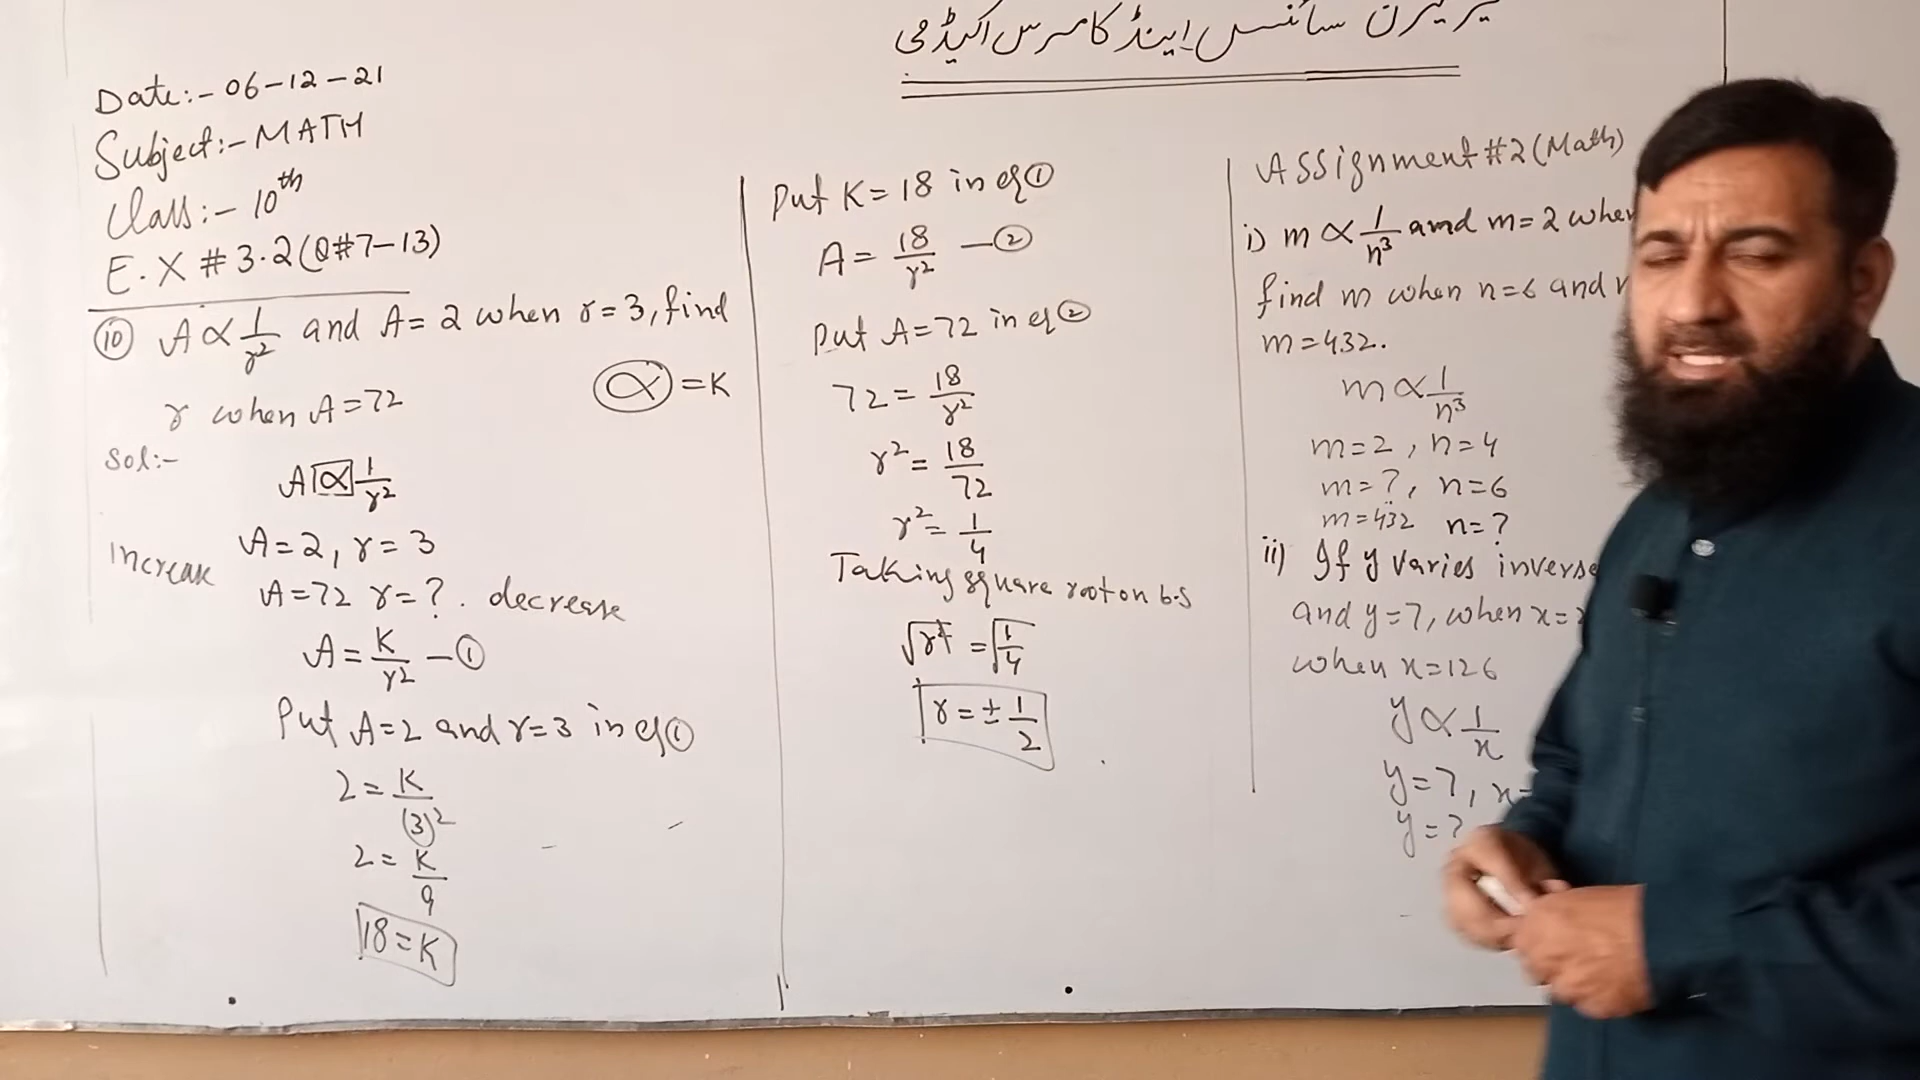 سائنس اینڈ کامرس اکیڈمی
Date:- 06-12-21
Subject:- MATH
Class:- 10th
E.X # 3.2 (Q#7-13)
⑩ A ∝ 1/r² and A = 2 when r = 3, find
r when A = 72
∝ = K
Sol:-
A ∝ 1/r²
A = 2, r = 3
Increase
A = 72 r = ? . decrease
A = K/r² — ①
Put A = 2 and r = 3 in eq ①
2 = K/(3)²
2 = K/9
18 = K
Put K = 18 in eq ①
A = 18/r² — ②
Put A = 72 in eq ②
72 = 18/r²
r² = 18/72
r² = 1/4
Taking square root on b.s
√r² = √1/4
r = ± 1/2
Assignment #2 (Math)
i) m ∝ 1/n³ and m = 2 when
find m when n = 6 and
m = 432.
m ∝ 1/n³
m = 2 , n = 4
m = ? , n = 6
m = 432 n = ?
ii) If y varies inverse
and y = 7, when x =
when x = 126
y ∝ 1/x
y = 7, x
y = ?